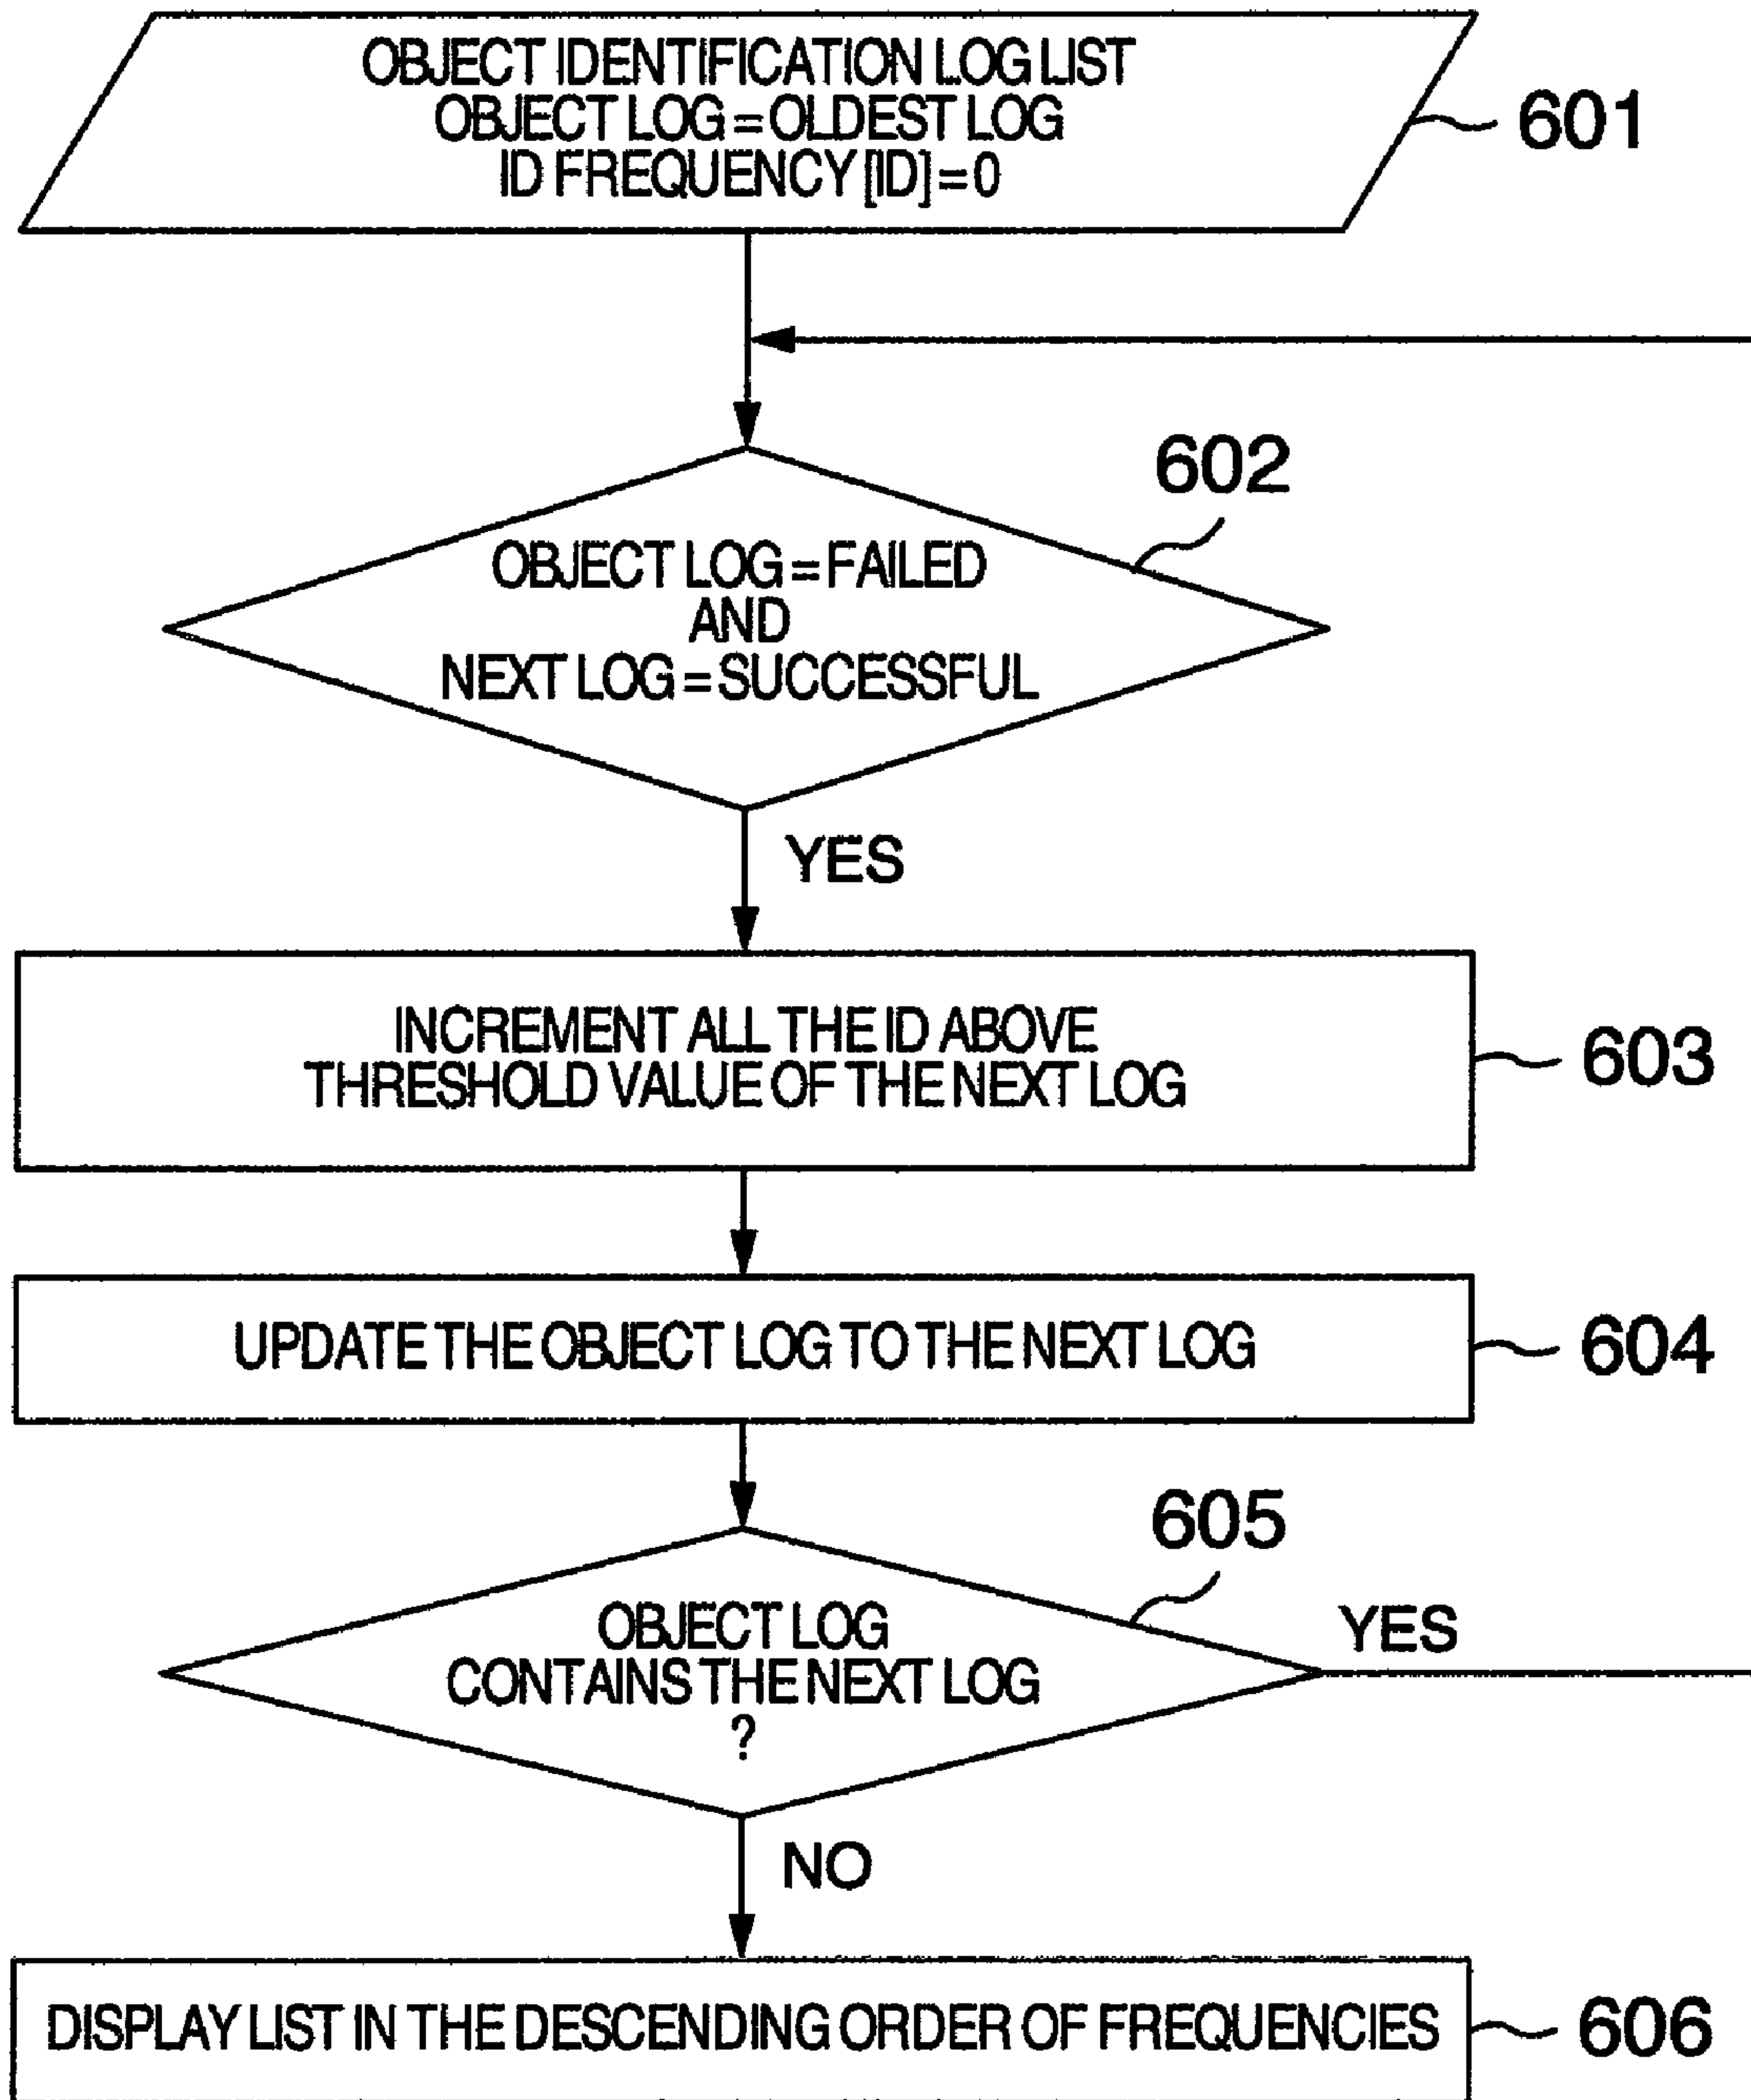 OBJECT IDENTIFICATION LOG LIST
OBJECT LOG = OLDEST LOG
ID FREQUENCY [ID] = 0
601
602
OBJECT LOG = FAILED
AND
NEXT LOG = SUCCESSFUL
YES
INCREMENT ALL THE ID ABOVE
THRESHOLD VALUE OF THE NEXT LOG
603
UPDATE THE OBJECT LOG TO THE NEXT LOG
604
605
OBJECT LOG
CONTAINS THE NEXT LOG
?
YES
NO
DISPLAY LIST IN THE DESCENDING ORDER OF FREQUENCIES
606